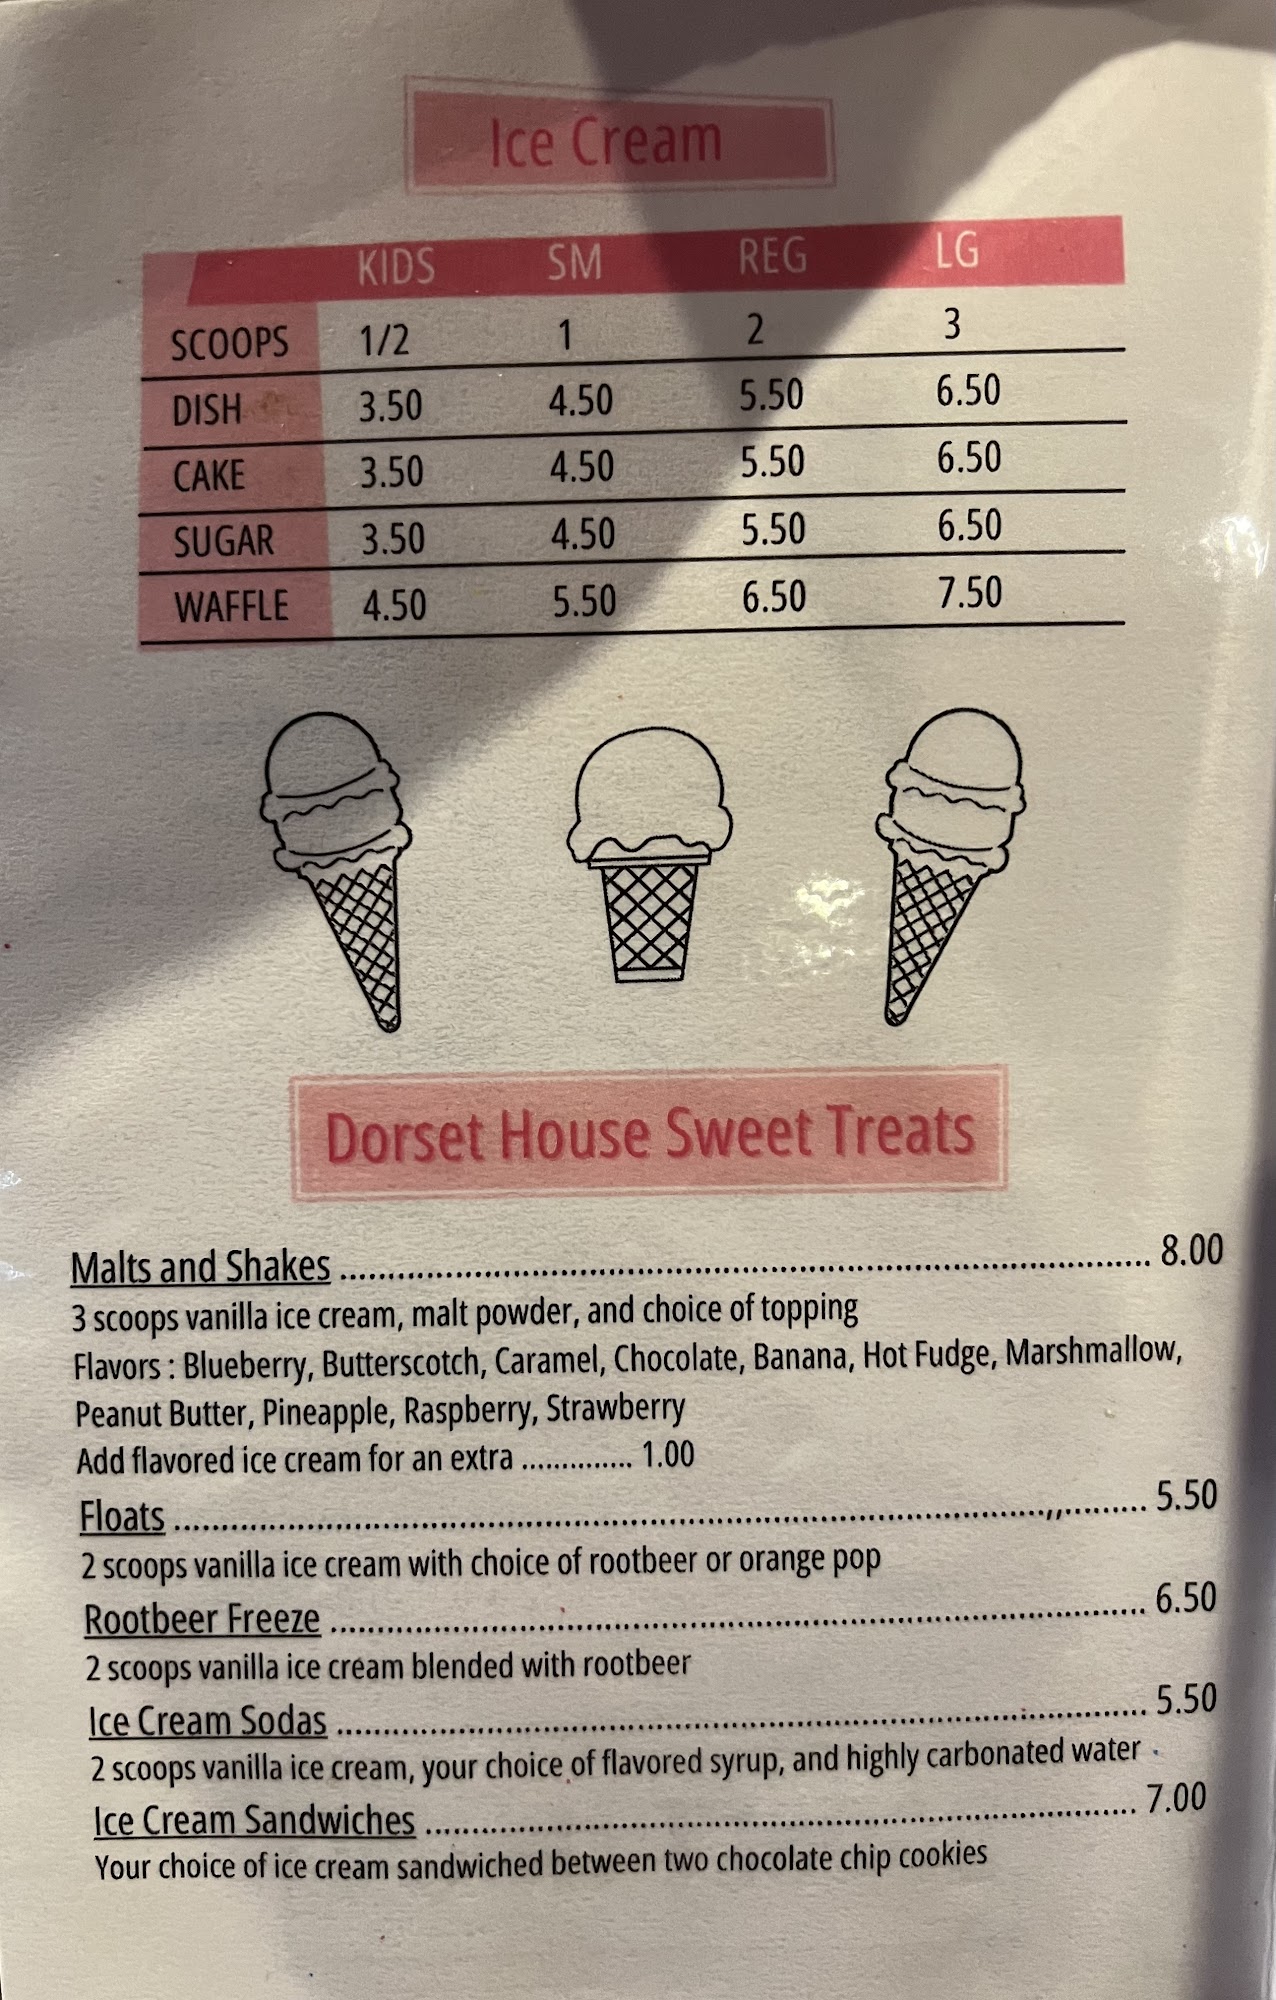 Ice Cream
KIDS SM REG LG
SCOOPS 1/2 1 2 3
DISH 3.50 4.50 5.50 6.50
CAKE 3.50 4.50 5.50 6.50
SUGAR 3.50 4.50 5.50 6.50
WAFFLE 4.50 5.50 6.50 7.50
Dorset House Sweet Treats
Malts and Shakes ........................................................................................ 8.00
3 scoops vanilla ice cream, malt powder, and choice of topping
Flavors : Blueberry, Butterscotch, Caramel, Chocolate, Banana, Hot Fudge, Marshmallow,
Peanut Butter, Pineapple, Raspberry, Strawberry
Add flavored ice cream for an extra .............. 1.00
Floats ...............................................................................................,,......... 5.50
2 scoops vanilla ice cream with choice of rootbeer or orange pop
Rootbeer Freeze ........................................................................................ 6.50
2 scoops vanilla ice cream blended with rootbeer
Ice Cream Sodas ....................................................................................... 5.50
2 scoops vanilla ice cream, your choice of flavored syrup, and highly carbonated water
Ice Cream Sandwiches ............................................................................ 7.00
Your choice of ice cream sandwiched between two chocolate chip cookies